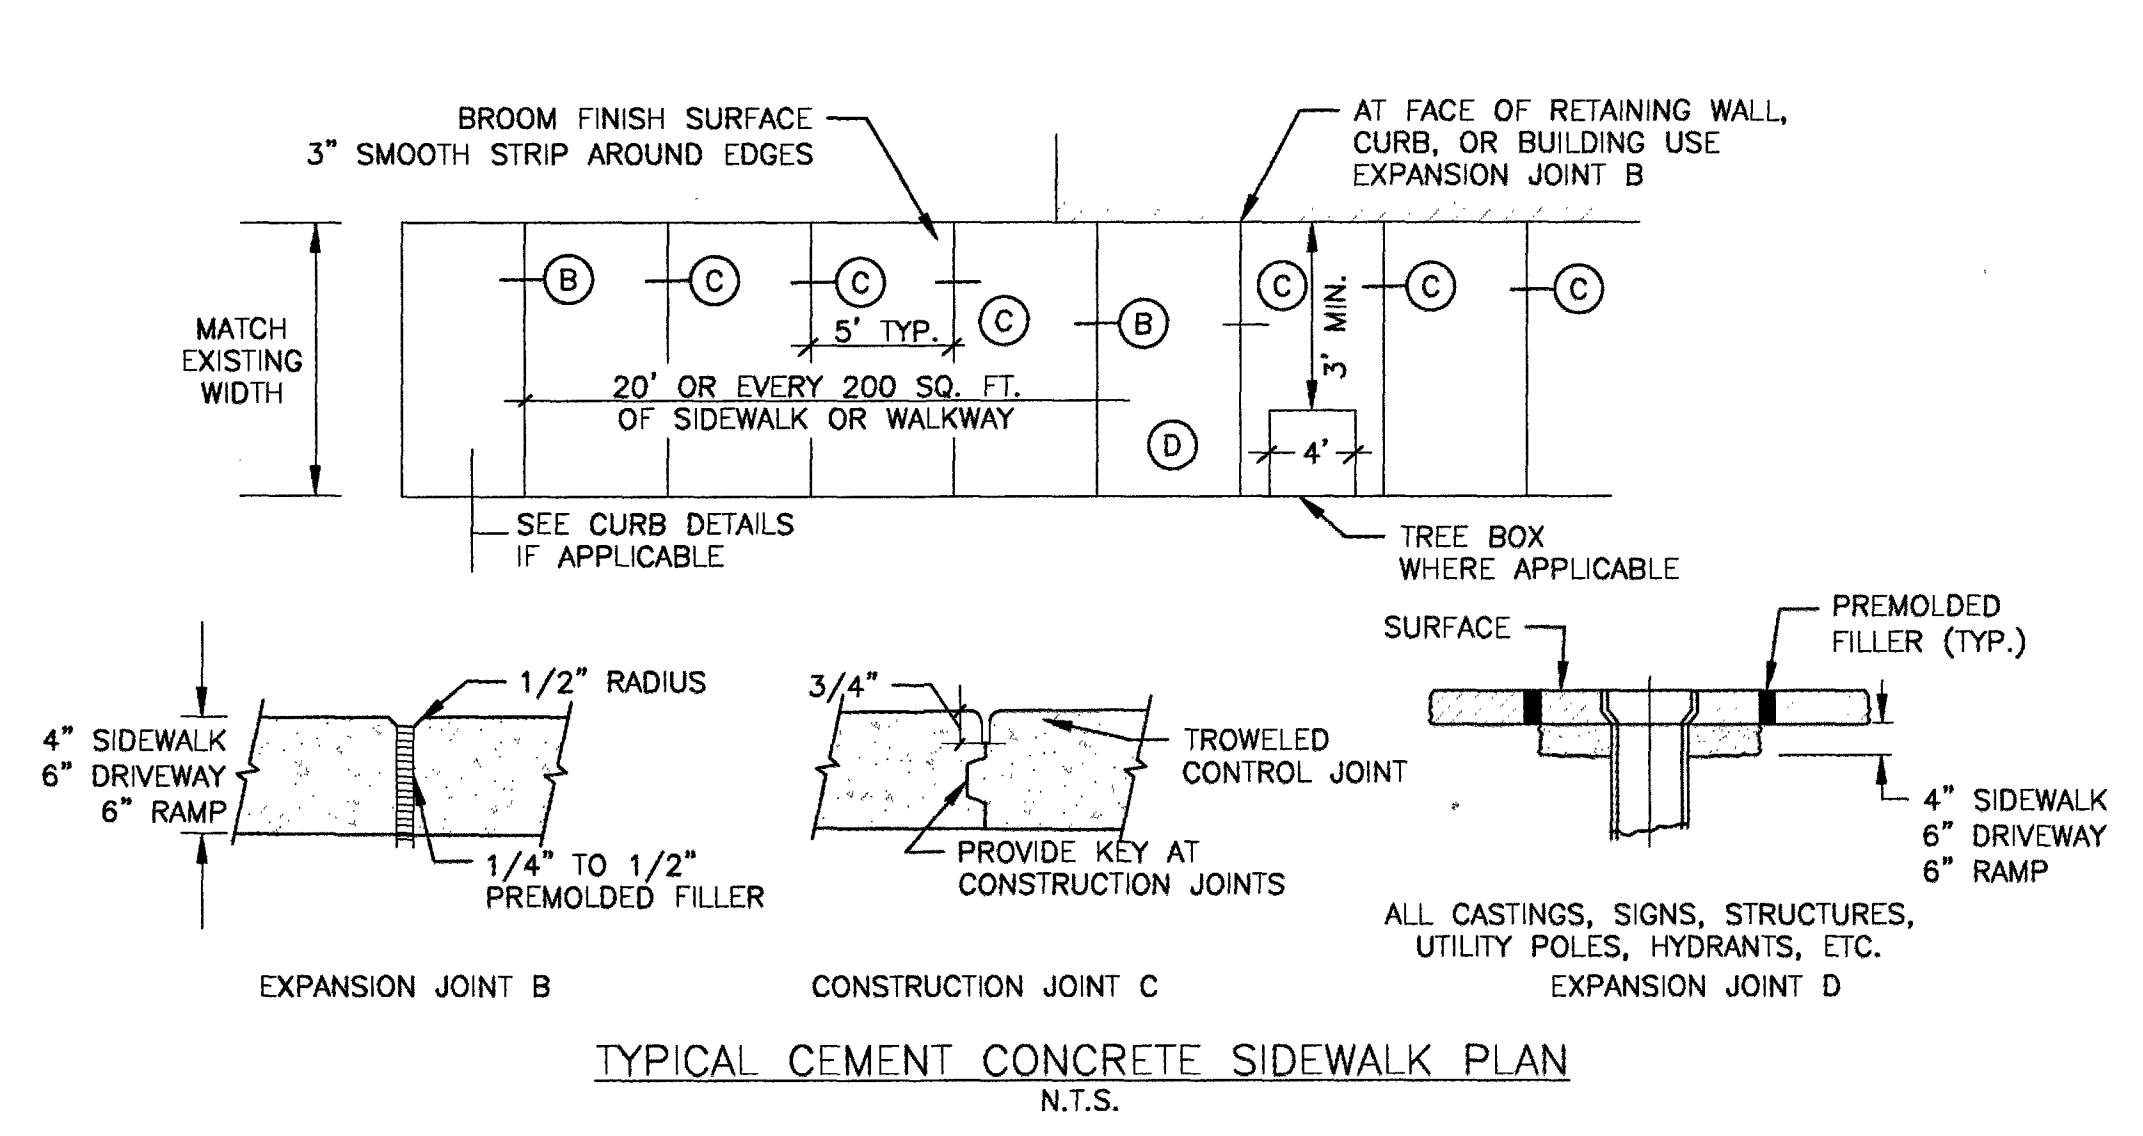 BROOM FINISH SURFACE
3" SMOOTH STRIP AROUND EDGES
AT FACE OF RETAINING WALL,
CURB, OR BUILDING USE
EXPANSION JOINT B
B
C
C
C
B
C
C
C
5' TYP.
3' MIN.
MATCH
EXISTING
WIDTH
20' OR EVERY 200 SQ. FT.
OF SIDEWALK OR WALKWAY
D
4'
SEE CURB DETAILS
IF APPLICABLE
TREE BOX
WHERE APPLICABLE
1/2" RADIUS
4" SIDEWALK
6" DRIVEWAY
6" RAMP
1/4" TO 1/2"
PREMOLDED FILLER
EXPANSION JOINT B
3/4"
TROWELED
CONTROL JOINT
PROVIDE KEY AT
CONSTRUCTION JOINTS
CONSTRUCTION JOINT C
SURFACE
PREMOLDED
FILLER (TYP.)
4" SIDEWALK
6" DRIVEWAY
6" RAMP
ALL CASTINGS, SIGNS, STRUCTURES,
UTILITY POLES, HYDRANTS, ETC.
EXPANSION JOINT D
TYPICAL CEMENT CONCRETE SIDEWALK PLAN
N.T.S.